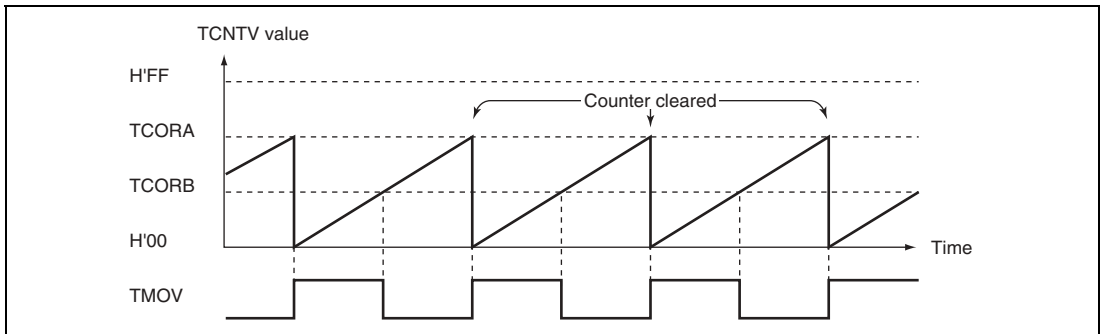 TCNTV value
H'FF
Counter cleared
TCORA
TCORB
H'00
Time
TMOV